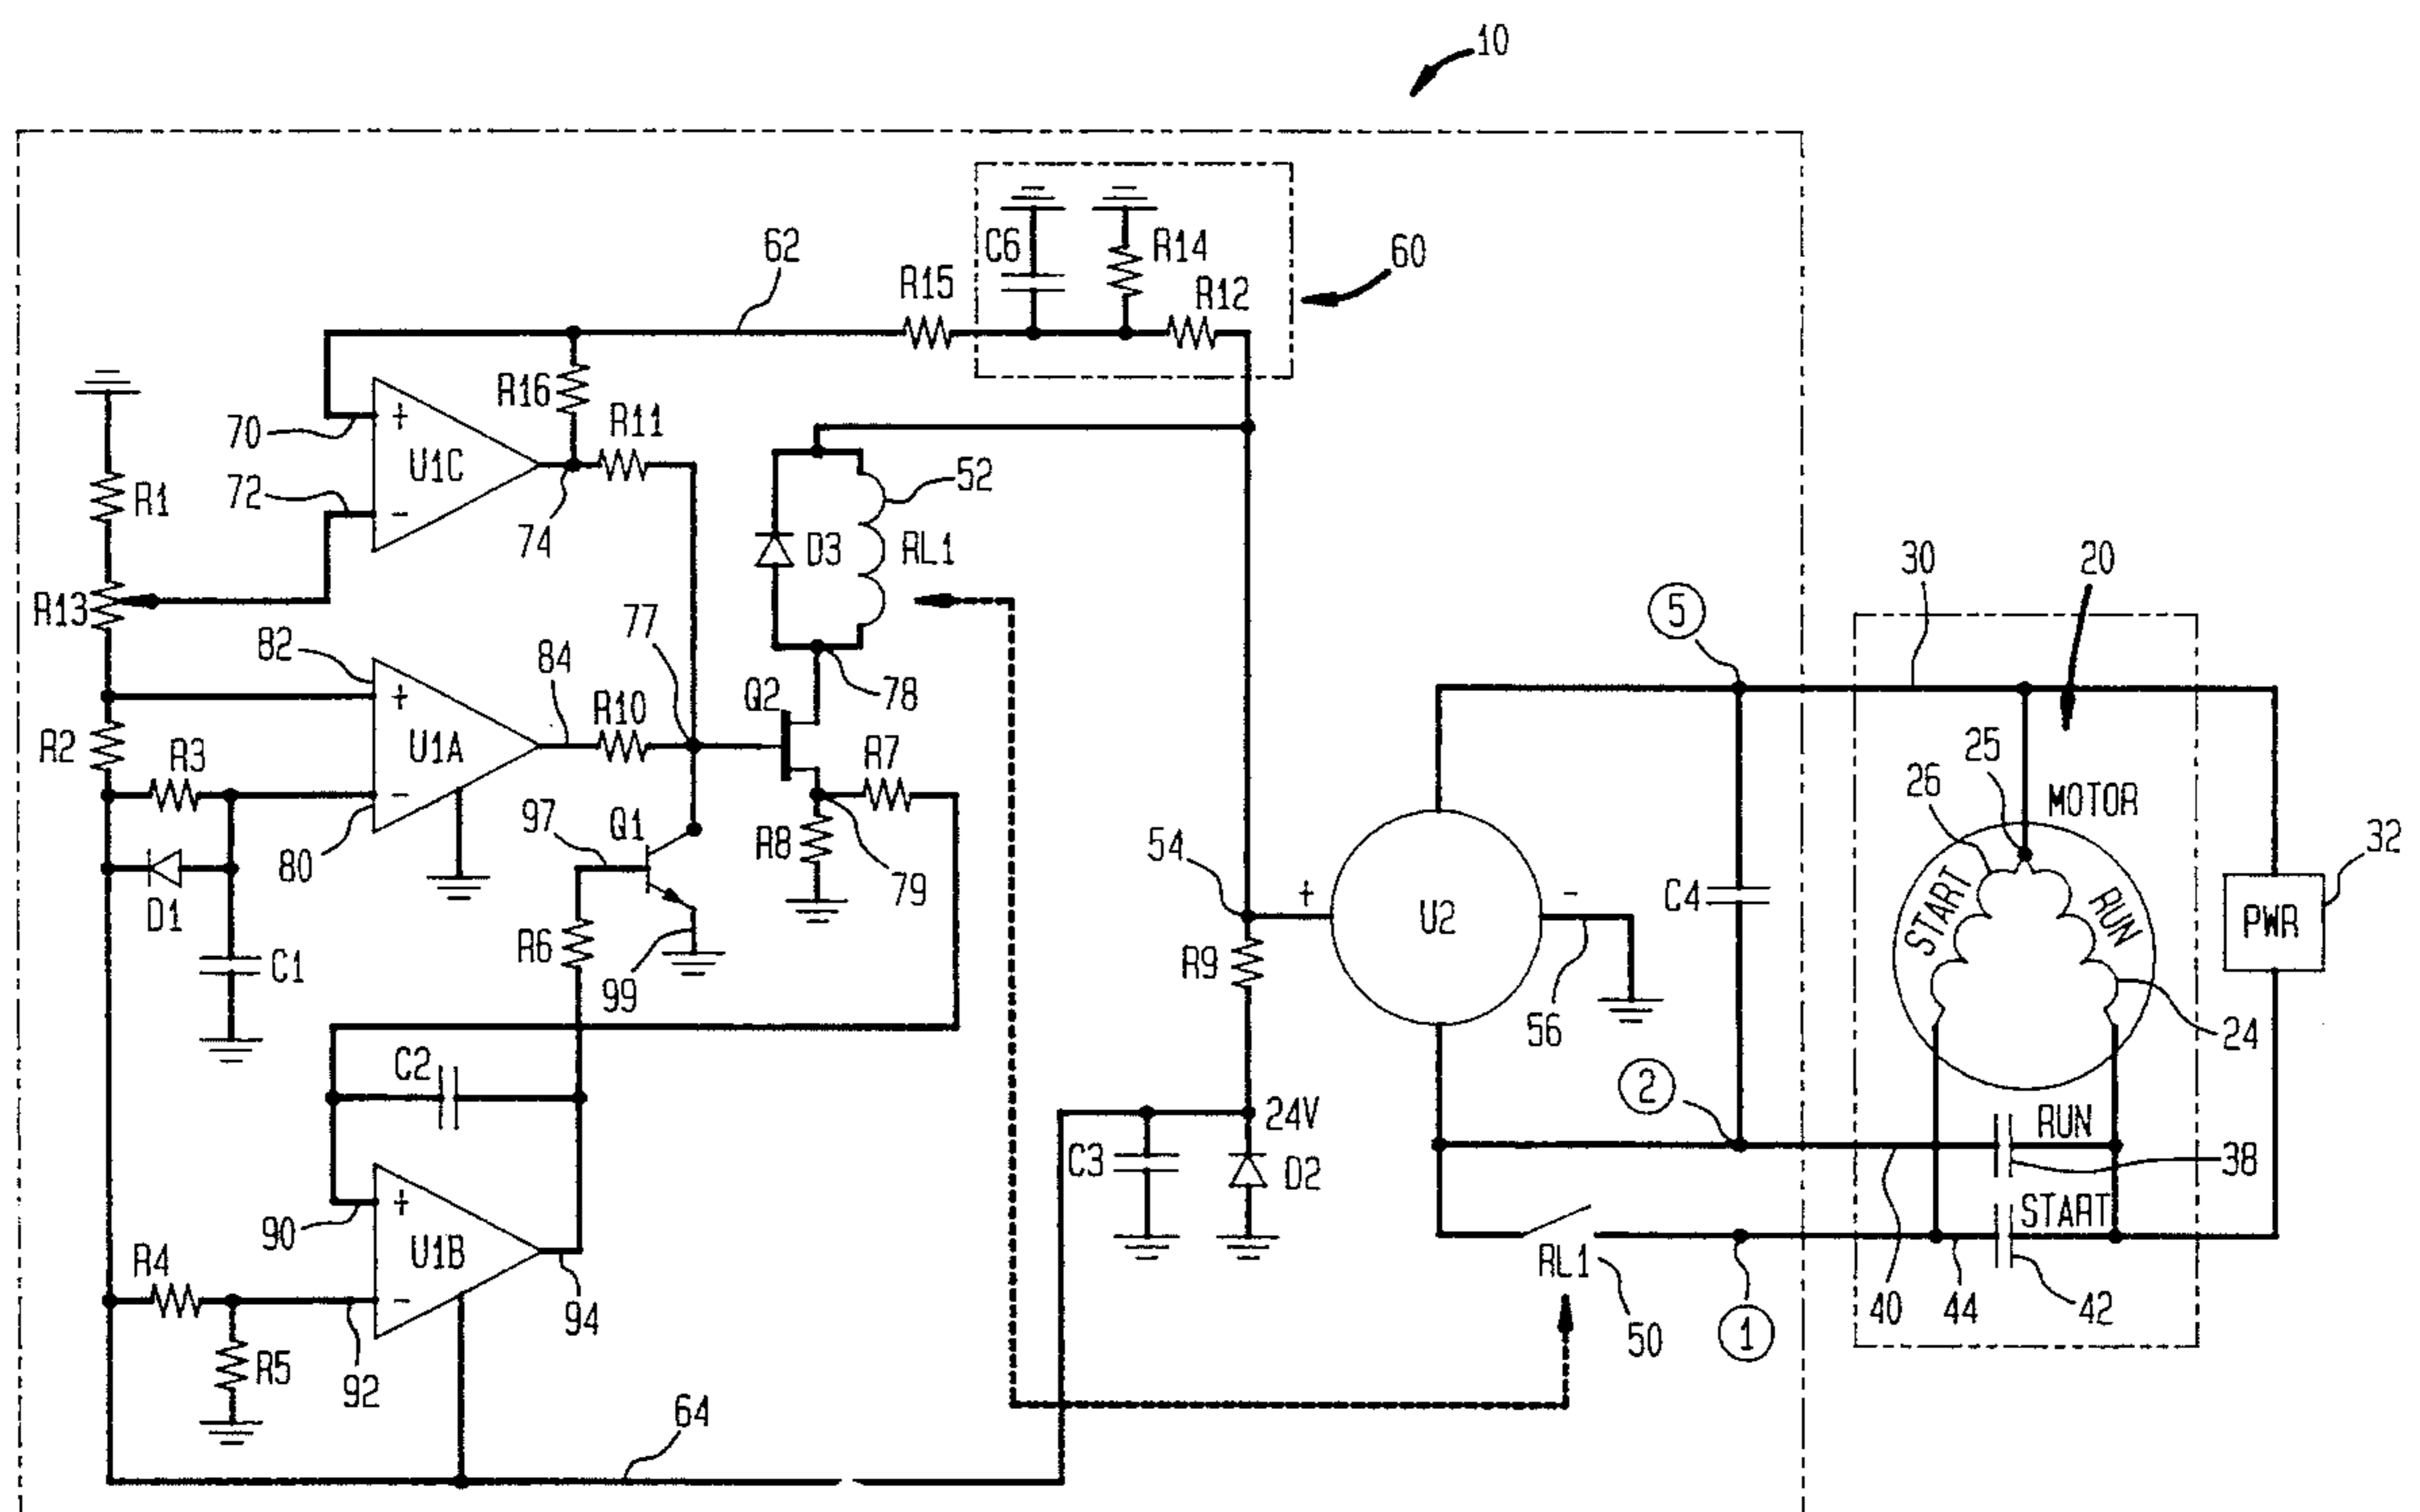 10
62
C6
R14
60
R15
R12
R16
R11
70
+
U1C
52
R1
72
-
74
D3
RL1
30
20
R13
5
77
82
84
Q2
78
+
R10
25
R2
U1A
R7
26
MOTOR
R3
-
97
Q1
R8
54
START
RUN
32
80
79
+
-
C4
D1
U2
PWR
R6
R9
C1
99
56
24
C2
2
24V
RUN
C3
D2
38
+
START
90
U1B
RL1
R4
-
94
50
1
40
44
42
R5
92
64